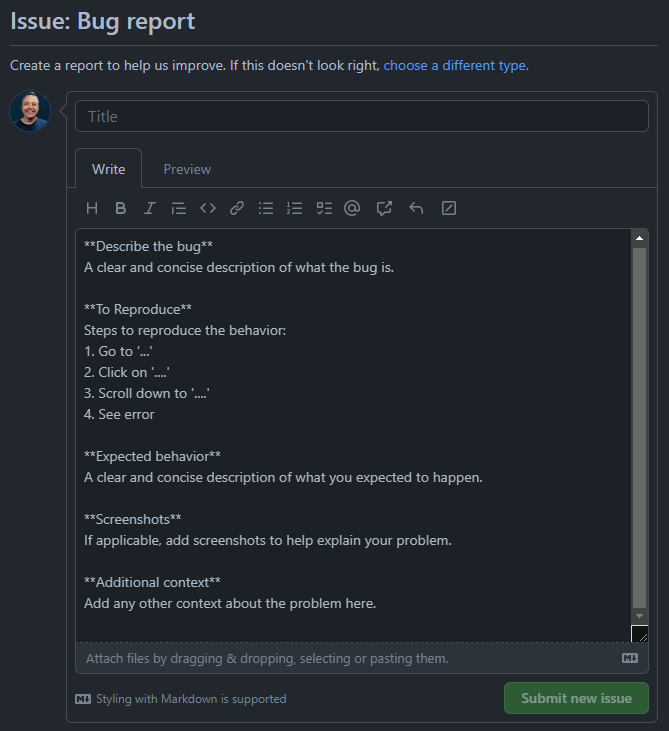 Issue: Bug report
Create a report to help us improve. If this doesn't look right, choose a different type.
Title
Write
Preview
**Describe the bug**
A clear and concise description of what the bug is.
**To Reproduce**
Steps to reproduce the behavior:
1. Go to '...'
2. Click on '....'
3. Scroll down to '....'
4. See error
**Expected behavior**
A clear and concise description of what you expected to happen.
**Screenshots**
If applicable, add screenshots to help explain your problem.
**Additional context**
Add any other context about the problem here.
Attach files by dragging & dropping, selecting or pasting them.
Styling with Markdown is supported
Submit new issue